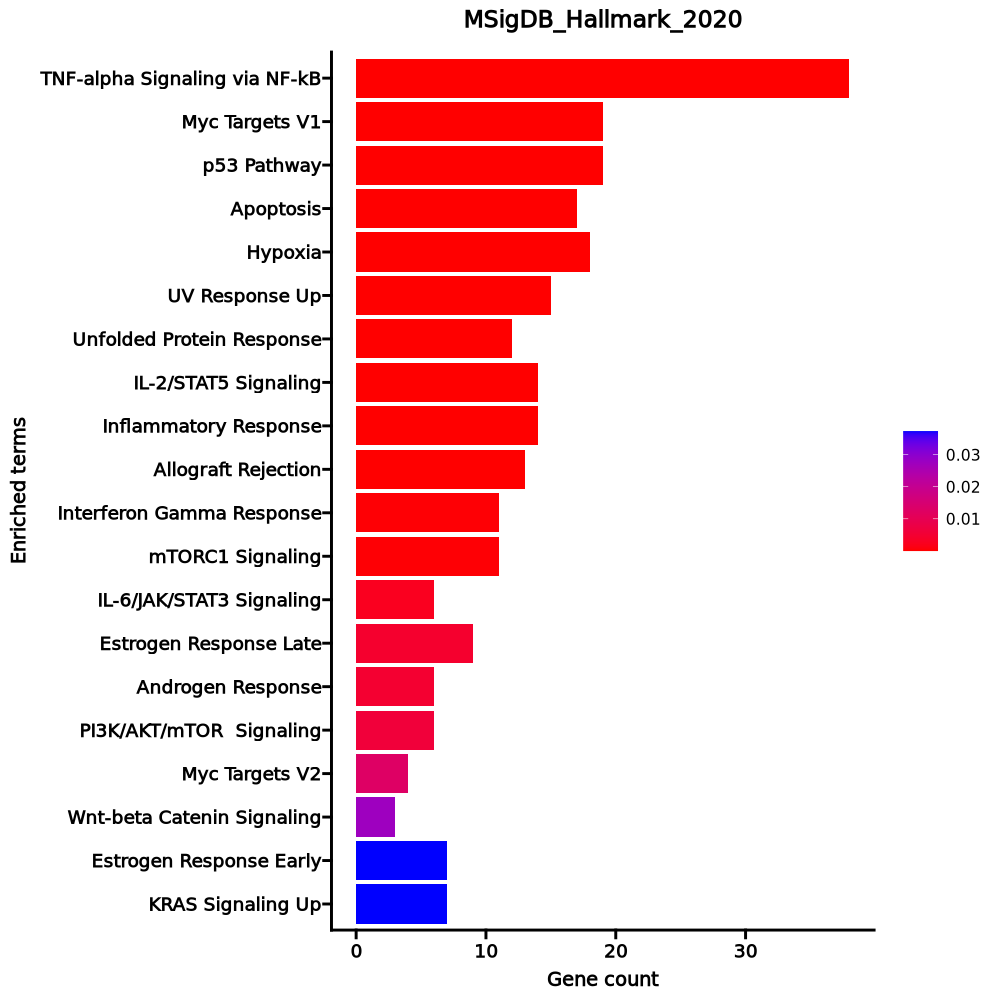 MSigDB_Hallmark_2020
TNF-alpha Signaling via NF-kB
Myc Targets V1
p53 Pathway
Apoptosis
Hypoxia
UV Response Up
Unfolded Protein Response
IL-2/STAT5 Signaling
Inflammatory Response
Allograft Rejection
Interferon Gamma Response
mTORC1 Signaling
IL-6/JAK/STAT3 Signaling
Estrogen Response Late
Androgen Response
PI3K/AKT/mTOR  Signaling
Myc Targets V2
Wnt-beta Catenin Signaling
Estrogen Response Early
KRAS Signaling Up
Enriched terms
0 10 20 30
Gene count
0.03
0.02
0.01